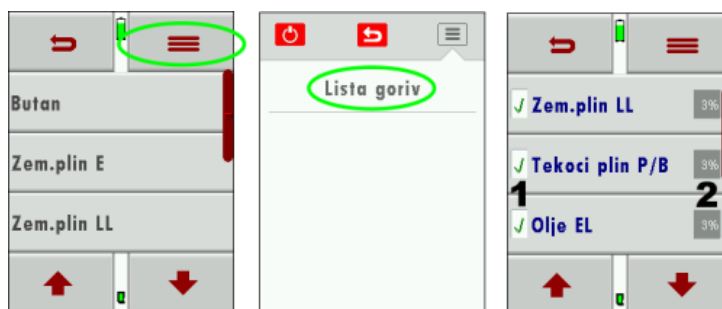 Butan
Zem.plin E
Zem.plin LL
Lista goriv
Zem.plin LL 3%
Tekoci plin P/B 3%
1 2
Olje EL 3%